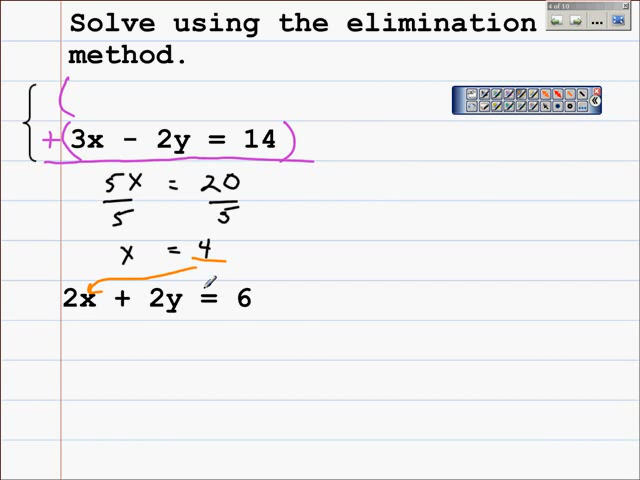 Solve using the elimination
method.
(
+(3x - 2y = 14)
5x = 20
5 5
x = 4
2x + 2y = 6
4 of 10